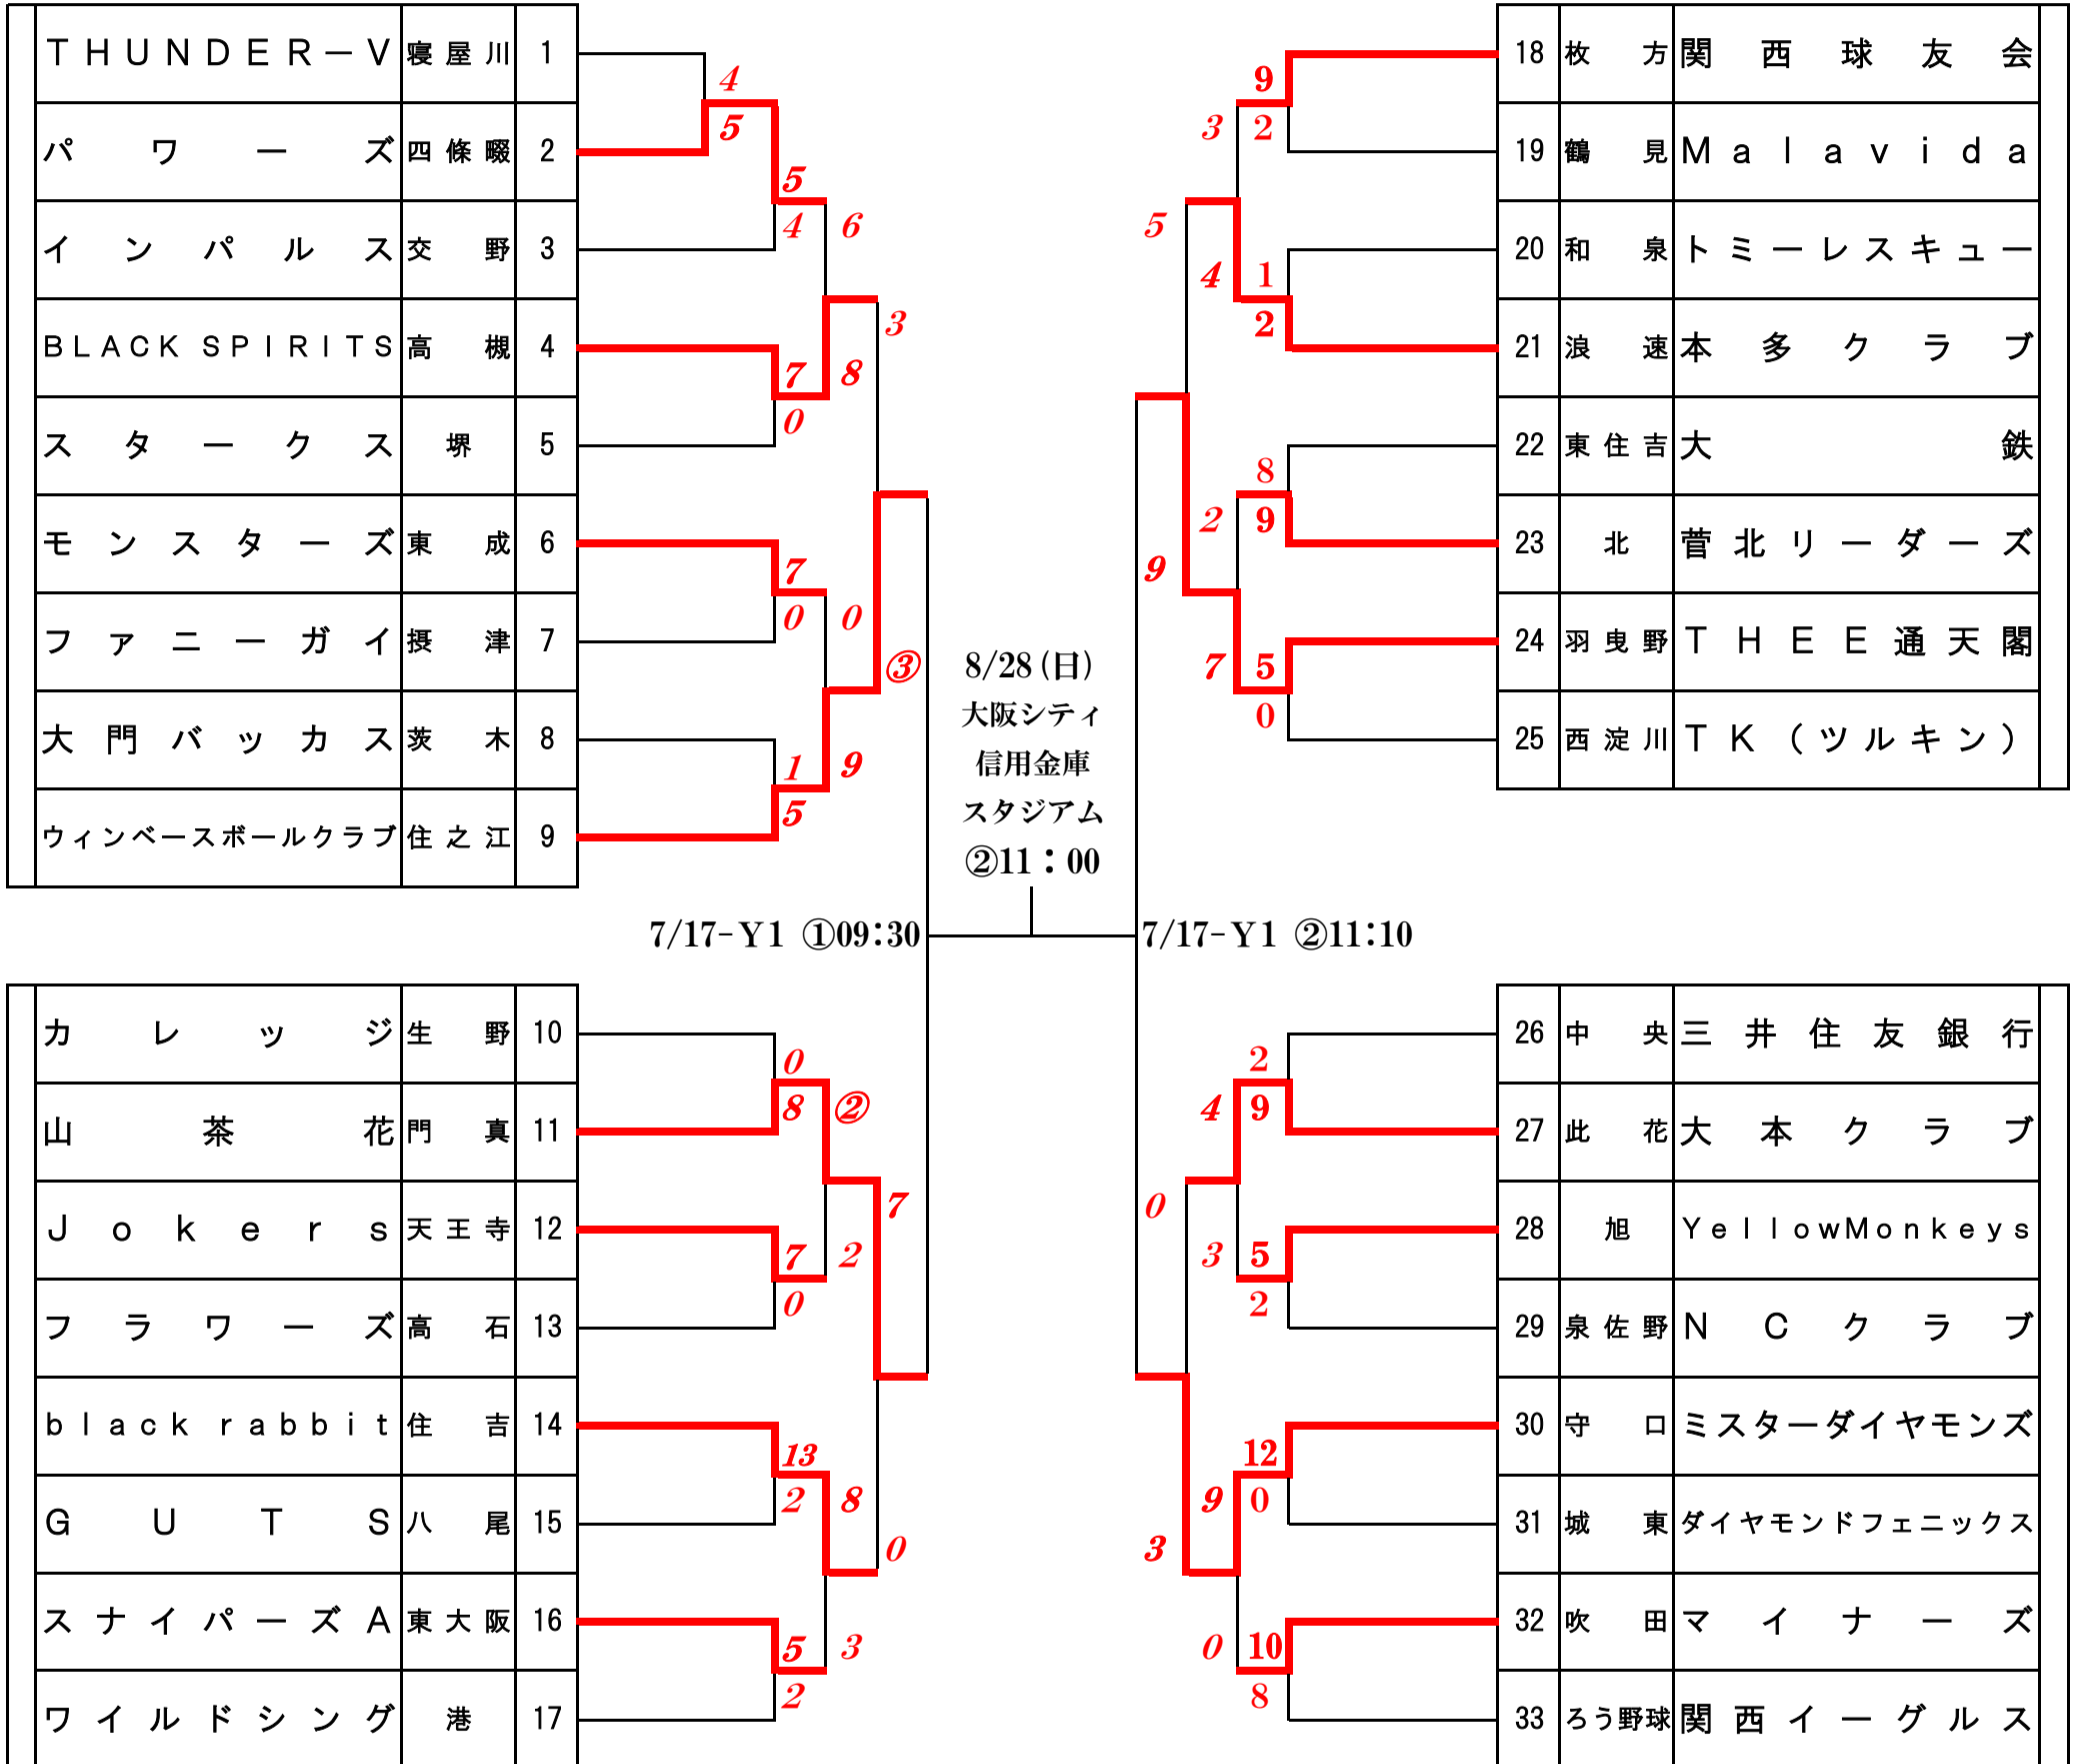 THUNDER－V 寝屋川 1
パワーズ 四條畷 2
インパルス 交野 3
BLACK SPIRITS 高槻 4
スタークス 堺 5
モンスターズ 東成 6
ファニーガイ 摂津 7
大門バッカス 茨木 8
ウィンベースボールクラブ 住之江 9
4
5
5
4
6
7
0
8
3
7
0
0
③
1
5
9
カレッジ 生野 10
山茶花 門真 11
Jokers 天王寺 12
フラワーズ 高石 13
black rabbit 住吉 14
GUTS 八尾 15
スナイパーズA 東大阪 16
ワイルドシング 港 17
0
8
②
7
7
0
2
13
2
8
0
5
2
3
8/28(日)
大阪シティ
信用金庫
スタジアム
②11：00
7/17-Y1 ①09:30
7/17-Y1 ②11:10
18 枚方 関西球友会
19 鶴見 Malavida
20 和泉 トミーレスキュー
21 浪速 本多クラブ
22 東住吉 大鉄
23 北 菅北リーダーズ
24 羽曳野 THEE通天閣
25 西淀川 TK(ツルキン)
9
2
3
5
4
1
2
8
9
2
9
7
5
0
26 中央 三井住友銀行
27 此花 大本クラブ
28 旭 YellowMonkeys
29 泉佐野 NCクラブ
30 守口 ミスターダイヤモンズ
31 城東 ダイヤモンドフェニックス
32 吹田 マイナーズ
33 ろう野球 関西イーグルス
2
9
4
0
3
5
2
12
0
9
3
0
10
8